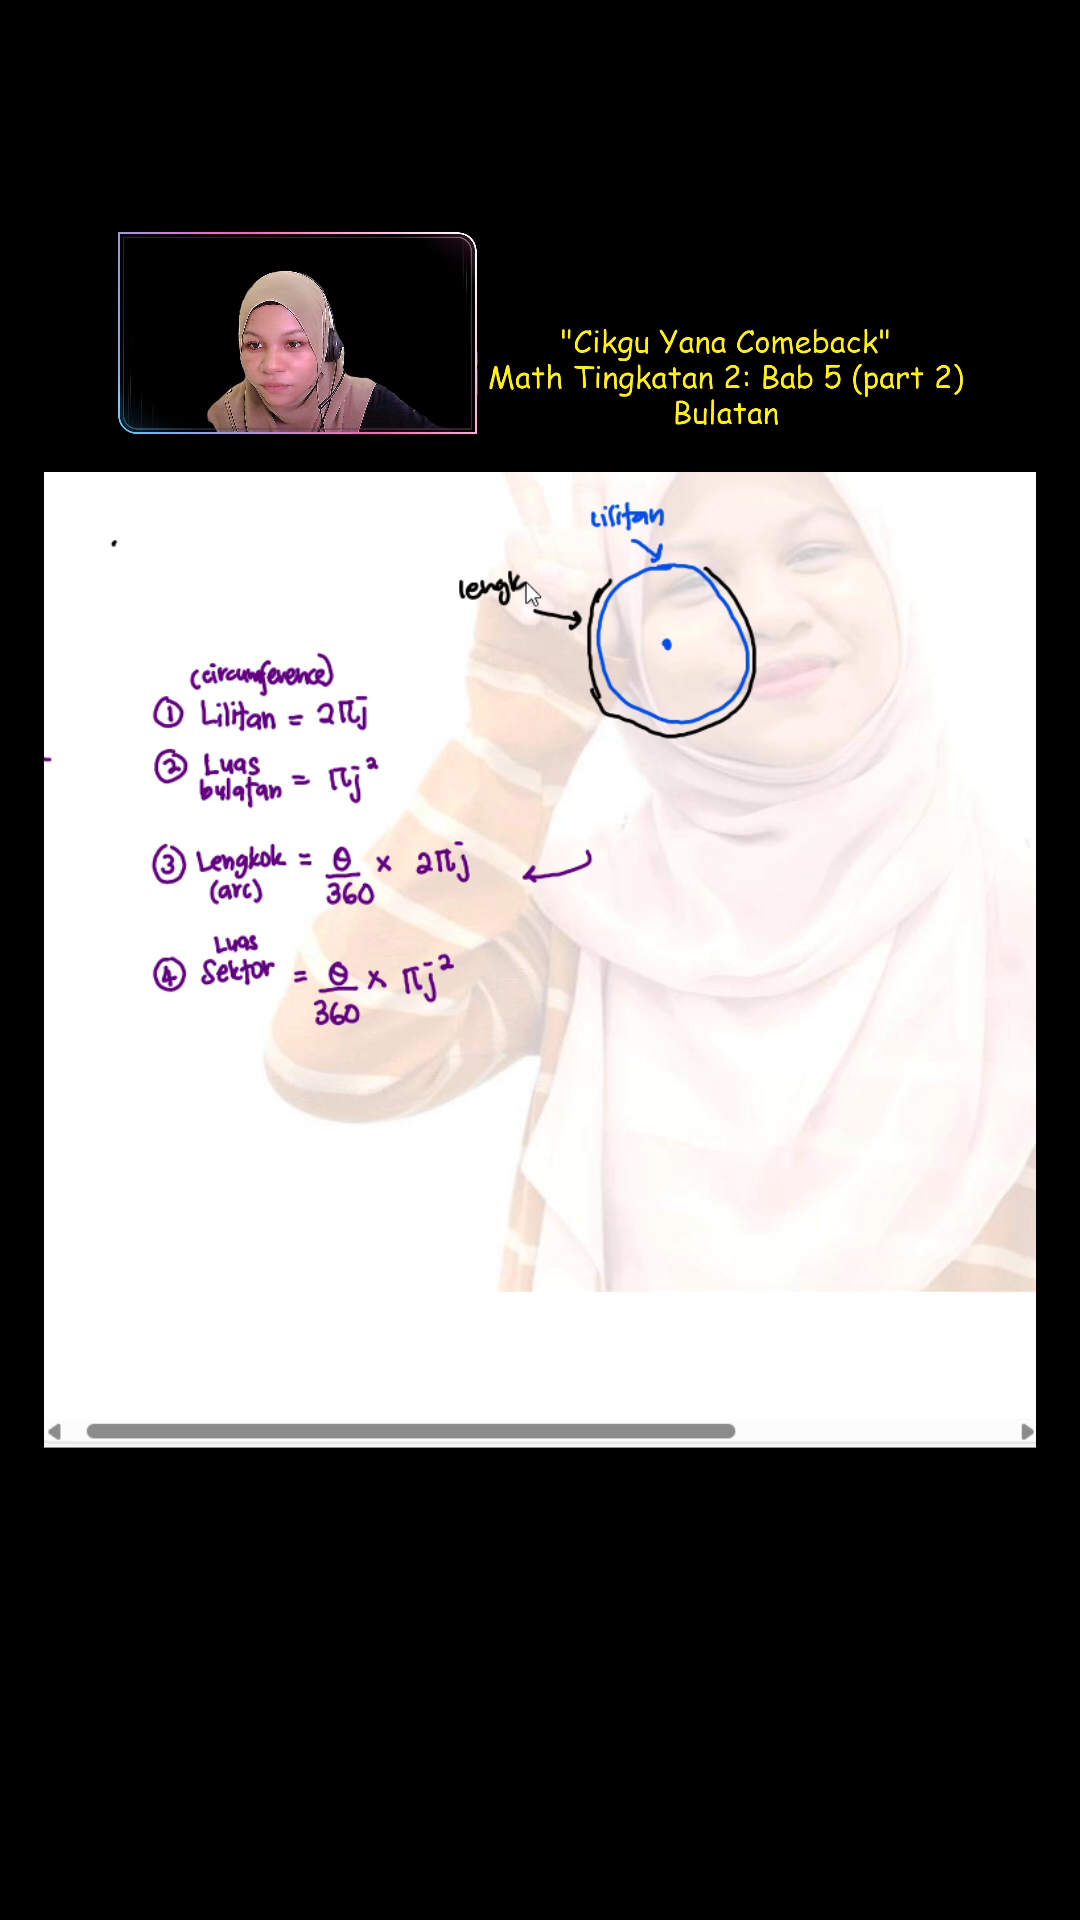 "Cikgu Yana Comeback"
Math Tingkatan 2: Bab 5 (part 2)
Bulatan
Lilitan
lengk
(circumference)
① Lilitan = 2πj
② Luas bulatan = πj²
③ Lengkok (arc) = θ/360 × 2πj
④ Luas Sektor = θ/360 × πj²